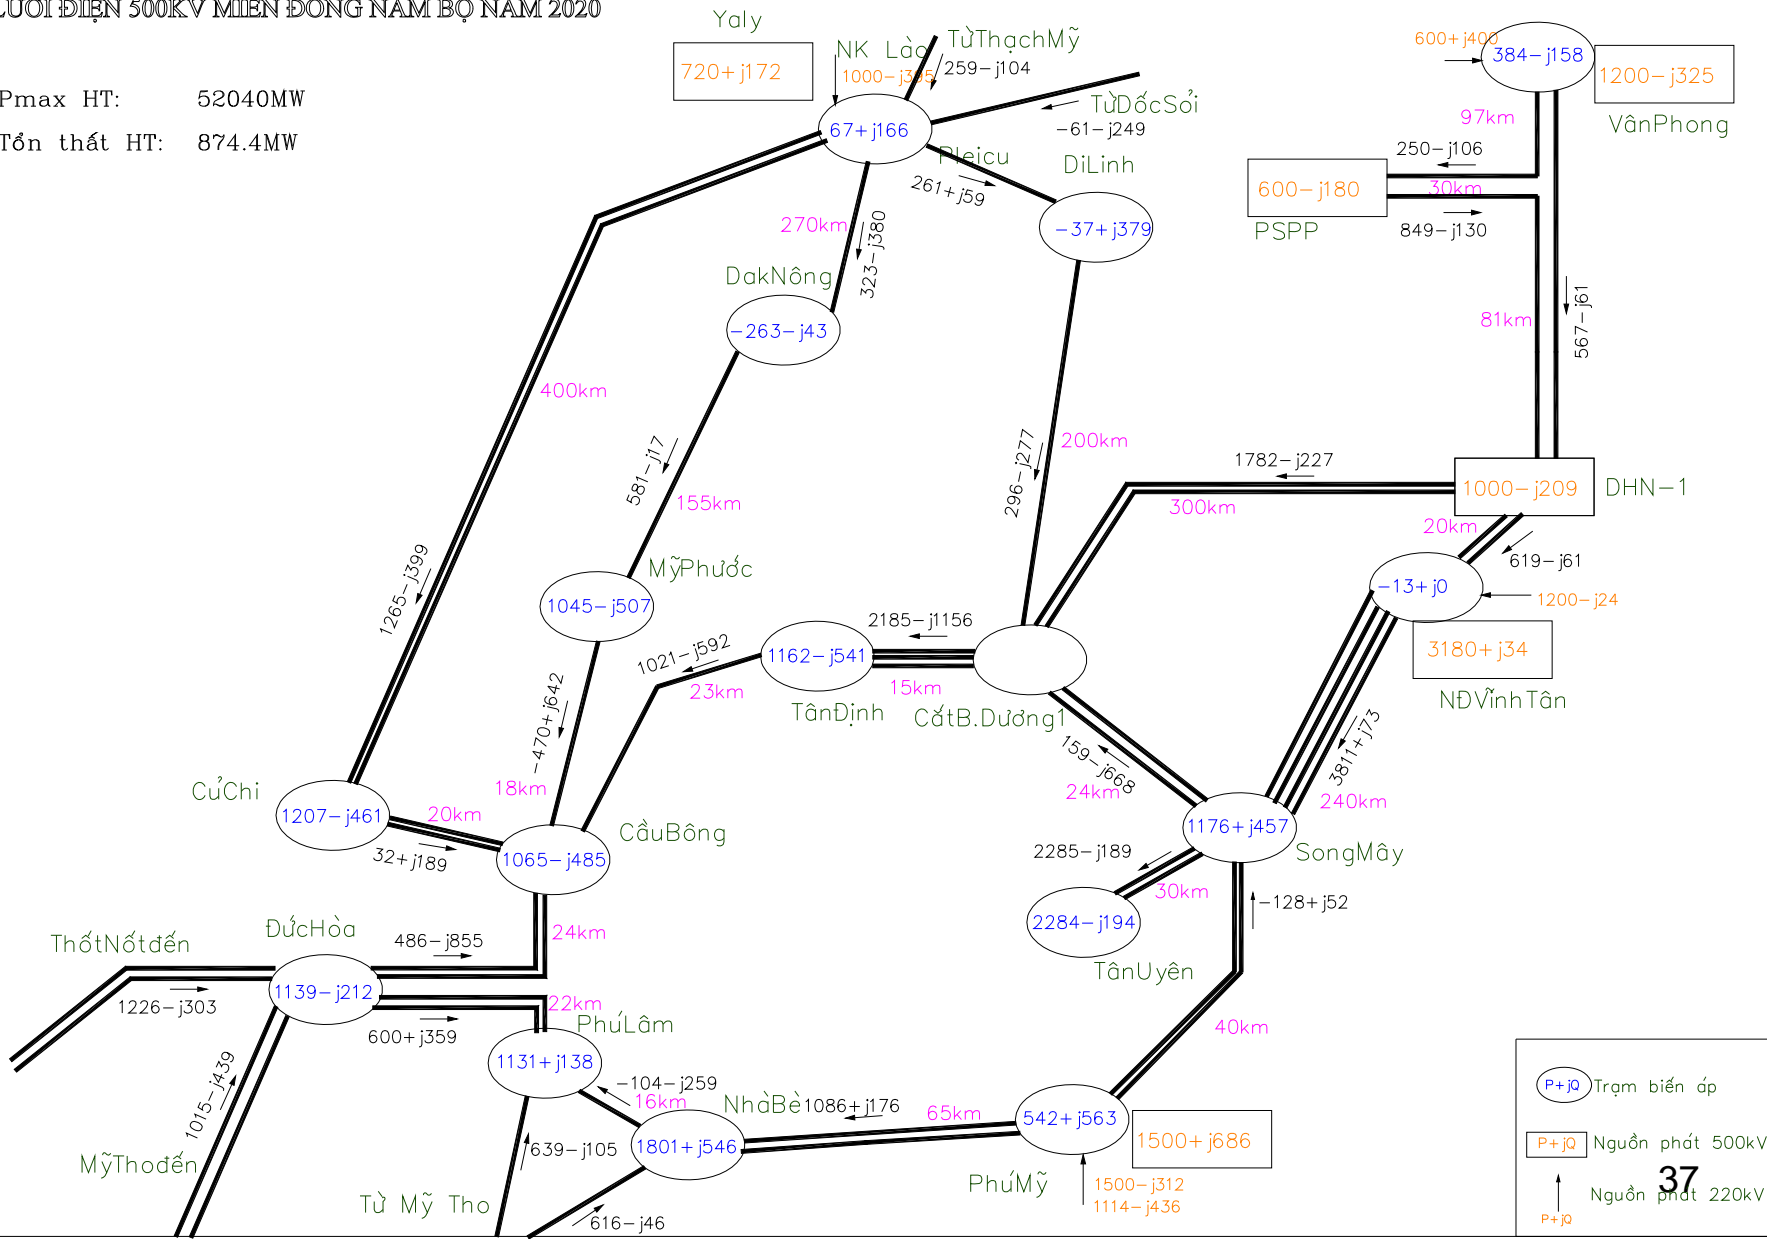 LƯỚI ĐIỆN 500KV MIỀN ĐÔNG NAM BỘ NĂM 2020
Pmax HT: 52040MW
Tổn thất HT: 874.4MW
Yaly
720+j172
NK Lào
1000-j395
TừThạchMỹ
259-j104
TừDốcSỏi
-61-j249
67+j166
Pleicu
261+j59
DiLinh
-37+j379
600+j400
384-j158
1200-j325
VânPhong
97km
250-j106
600-j180
30km
PSPP
849-j130
270km
323-j380
DakNông
-263-j43
81km
567-j61
400km
581-j17
155km
296-j277
200km
1782-j227
300km
1000-j209
DHN-1
20km
619-j61
-13+j0
1200-j24
3180+j34
NĐVĩnhTân
1265-j399
MỹPhước
1045-j507
2185-j1156
1021-j592
23km
1162-j541
TânĐịnh
15km
CắtB.Dương1
-470+j642
18km
159-j668
24km
3811+j73
240km
CủChi
1207-j461
20km
32+j189
CầuBông
1065-j485
1176+j457
SongMây
2285-j189
30km
2284-j194
TânUyên
-128+j52
ThốtNốtđến
ĐứcHòa
486-j855
24km
1226-j303
1139-j212
600+j359
22km
PhúLâm
1131+j138
40km
1015-j439
MỹThođến
-104-j259
16km
NhàBè
1086+j176
65km
542+j563
1500+j686
639-j105
1801+j546
PhúMỹ
1500-j312
1114-j436
Từ Mỹ Tho
616-j46
P+jQ Trạm biến áp
P+jQ Nguồn phát 500kV
37
Nguồn phát 220kV
P+jQ